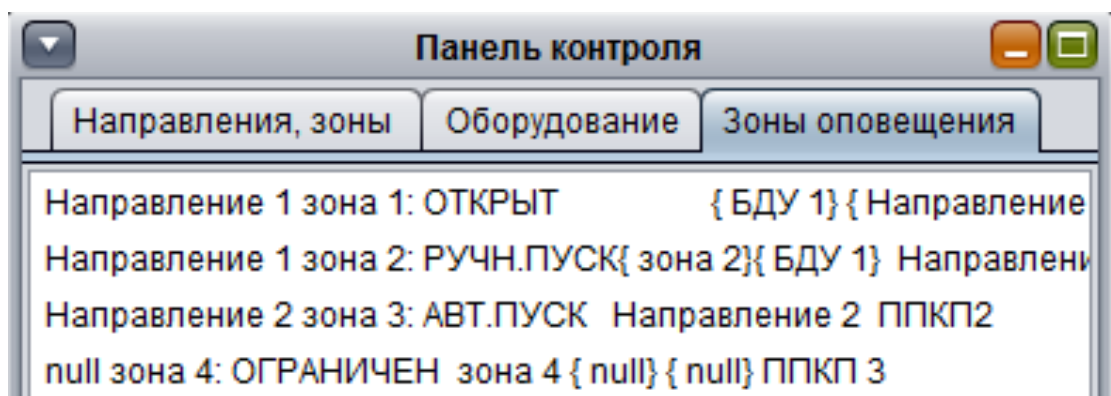 Панель контроля
Направления, зоны Оборудование Зоны оповещения
Направление 1 зона 1: ОТКРЫТ { БДУ 1} { Направление
Направление 1 зона 2: РУЧН.ПУСК{ зона 2}{ БДУ 1} Направлени
Направление 2 зона 3: АВТ.ПУСК Направление 2 ППКП2
null зона 4: ОГРАНИЧЕН зона 4 { null} { null} ППКП 3